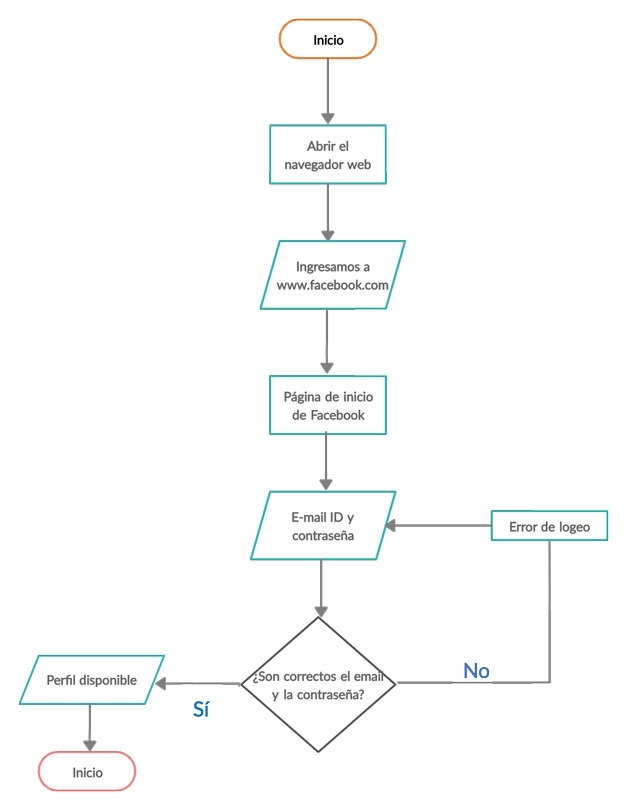 Inicio
Abrir el
navegador web
Ingresamos a
www.facebook.com
Página de inicio
de Facebook
E-mail ID y
contraseña
Error de logeo
¿Son correctos el email
y la contraseña?
No
Sí
Perfil disponible
Inicio